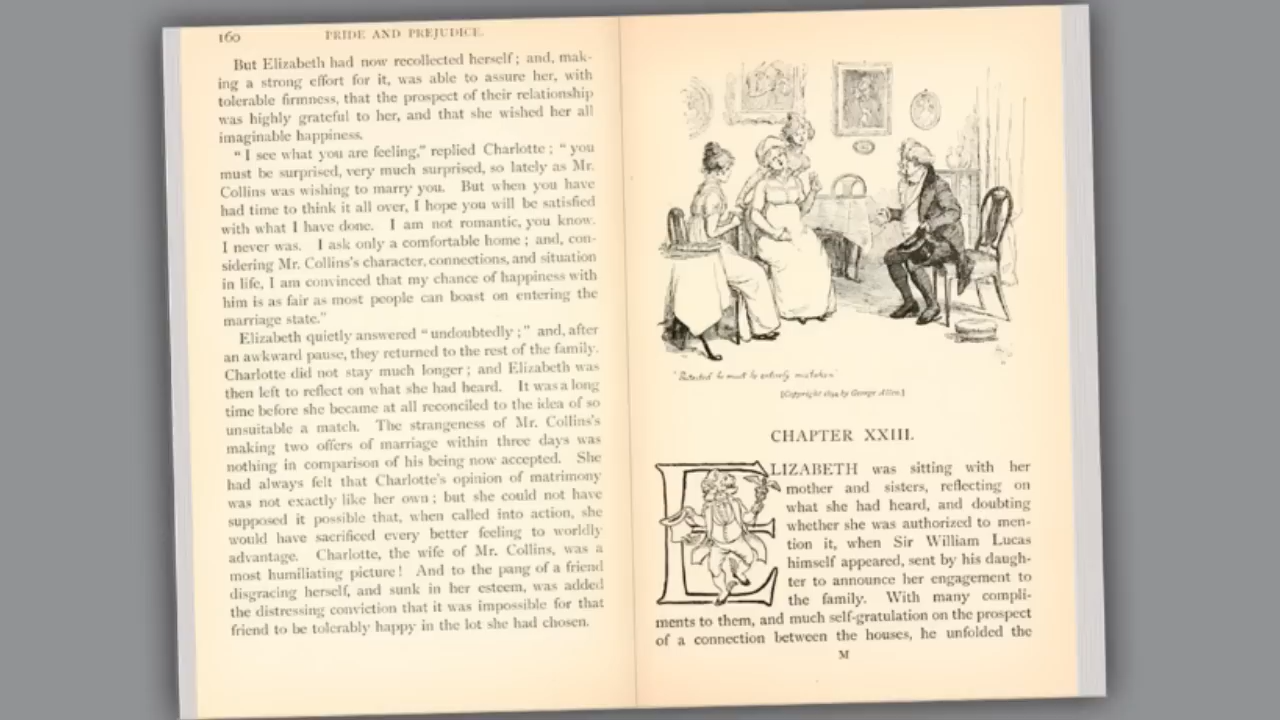 160
PRIDE AND PREJUDICE.
But Elizabeth had now recollected herself; and, mak-
ing a strong effort for it, was able to assure her, with
tolerable firmness, that the prospect of their relationship
was highly grateful to her, and that she wished her all
imaginable happiness.
“ I see what you are feeling,” replied Charlotte ; “ you
must be surprised, very much surprised, so lately as Mr.
Collins was wishing to marry you. But when you have
had time to think it all over, I hope you will be satisfied
with what I have done. I am not romantic, you know.
I never was. I ask only a comfortable home ; and, con-
sidering Mr. Collins’s character, connections, and situation
in life, I am convinced that my chance of happiness with
him is as fair as most people can boast on entering the
marriage state.”
Elizabeth quietly answered “ undoubtedly ; ” and, after
an awkward pause, they returned to the rest of the family.
Charlotte did not stay much longer ; and Elizabeth was
then left to reflect on what she had heard. It was a long
time before she became at all reconciled to the idea of so
unsuitable a match. The strangeness of Mr. Collins’s
making two offers of marriage within three days was
nothing in comparison of his being now accepted. She
had always felt that Charlotte’s opinion of matrimony
was not exactly like her own ; but she could not have
supposed it possible that, when called into action, she
would have sacrificed every better feeling to worldly
advantage. Charlotte, the wife of Mr. Collins, was a
most humiliating picture ! And to the pang of a friend
disgracing herself, and sunk in her esteem, was added
the distressing conviction that it was impossible for that
friend to be tolerably happy in the lot she had chosen.
“Protested he must be entirely mistaken”
[Copyright 1894 by George Allen.]
CHAPTER XXIII.
ELIZABETH was sitting with her
mother and sisters, reflecting on
what she had heard, and doubting
whether she was authorized to men-
tion it, when Sir William Lucas
himself appeared, sent by his daugh-
ter to announce her engagement to
the family. With many compli-
ments to them, and much self-gratulation on the prospect
of a connection between the houses, he unfolded the
M